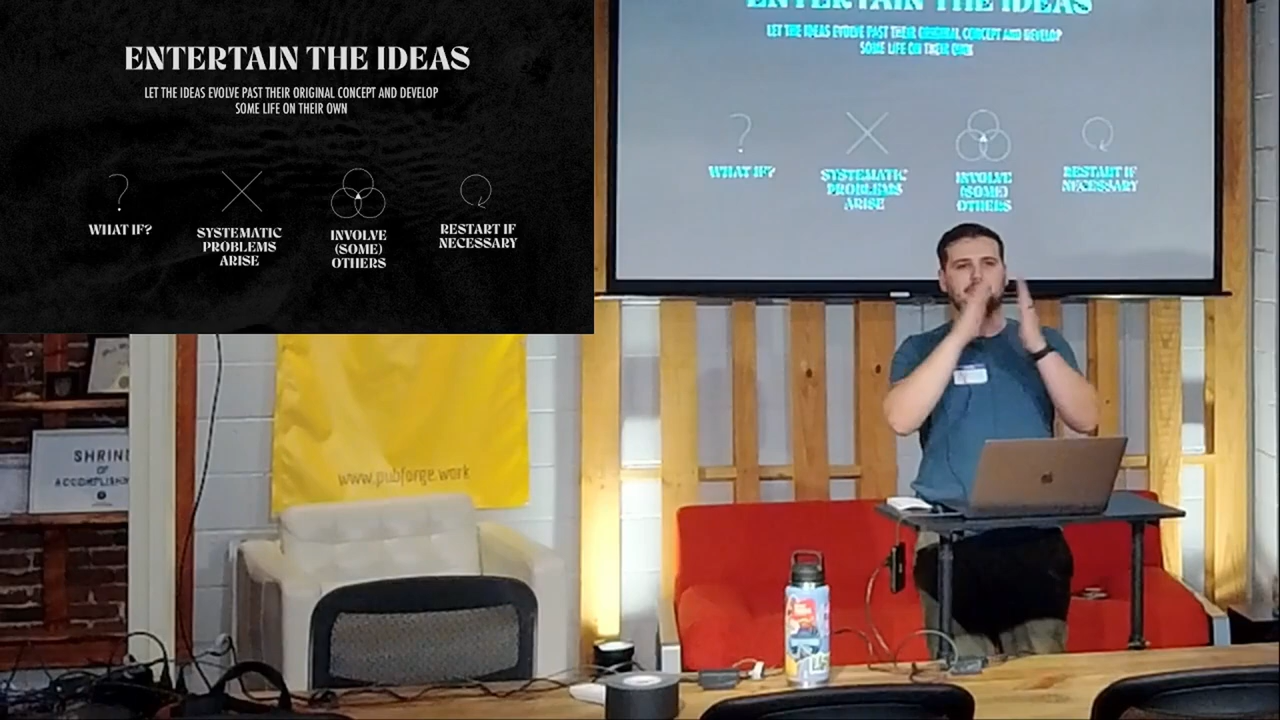 ENTERTAIN THE IDEAS
LET THE IDEAS EVOLVE PAST THEIR ORIGINAL CONCEPT AND DEVELOP
SOME LIFE ON THEIR OWN
WHAT IF?
SYSTEMATIC
PROBLEMS
ARISE
INVOLVE
(SOME)
OTHERS
RESTART IF
NECESSARY
ENTERTAIN THE IDEAS
LET THE IDEAS EVOLVE PAST THEIR ORIGINAL CONCEPT AND DEVELOP
SOME LIFE ON THEIR OWN
WHAT IF?
SYSTEMATIC
PROBLEMS
ARISE
INVOLVE
(SOME)
OTHERS
RESTART IF
NECESSARY
www.pubforge.work
SHRIN
OF
ACCOMPLISH